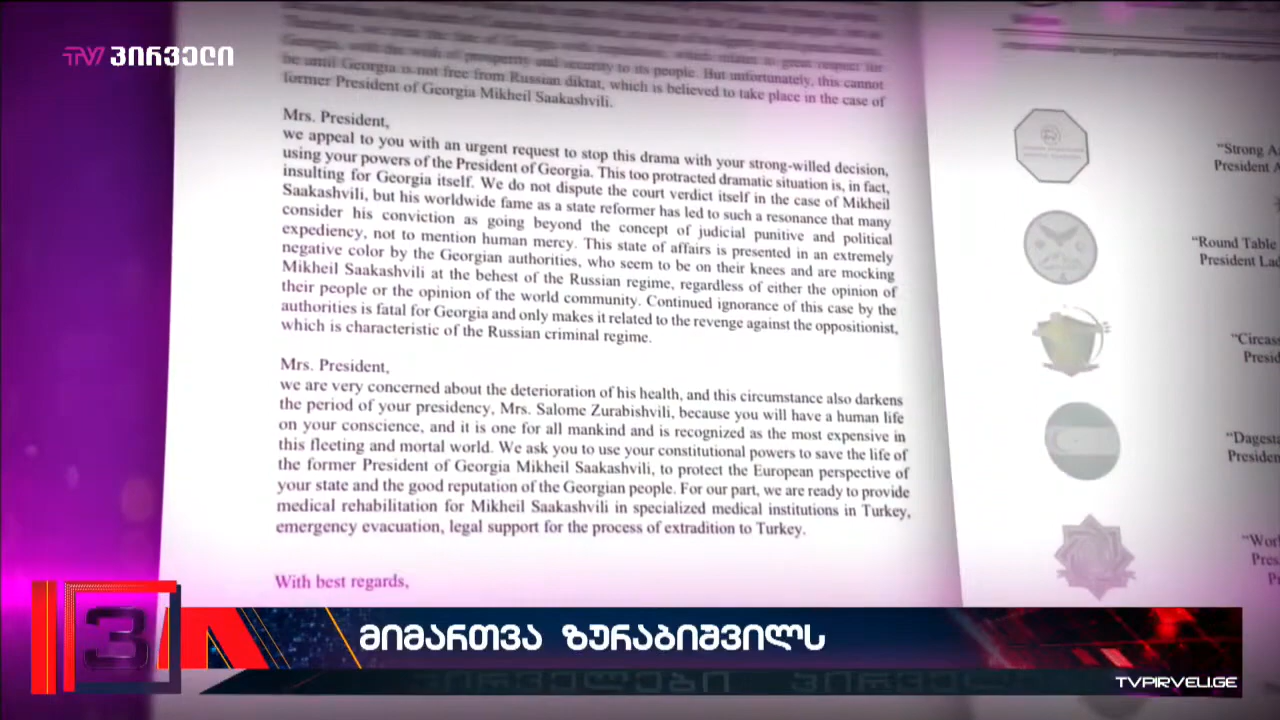 TV პირველი
be until Georgia is not free from Russian diktat, which is believed to take place in the case of
former President of Georgia Mikheil Saakashvili.
Mrs. President,
we appeal to you with an urgent request to stop this drama with your strong-willed decision,
using your powers of the President of Georgia. This too protracted dramatic situation is, in fact,
insulting for Georgia itself. We do not dispute the court verdict itself in the case of Mikheil
Saakashvili, but his worldwide fame as a state reformer has led to such a resonance that many
consider his conviction as going beyond the concept of judicial punitive and political
expediency, not to mention human mercy. This state of affairs is presented in an extremely
negative color by the Georgian authorities, who seem to be on their knees and are mocking
Mikheil Saakashvili at the behest of the Russian regime, regardless of either the opinion of
their people or the opinion of the world community. Continued ignorance of this case by the
authorities is fatal for Georgia and only makes it related to the revenge against the oppositionist,
which is characteristic of the Russian criminal regime.
Mrs. President,
we are very concerned about the deterioration of his health, and this circumstance also darkens
the period of your presidency, Mrs. Salome Zurabishvili, because you will have a human life
on your conscience, and it is one for all mankind and is recognized as the most expensive in
this fleeting and mortal world. We ask you to use your constitutional powers to save the life of
the former President of Georgia Mikheil Saakashvili, to protect the European perspective of
your state and the good reputation of the Georgian people. For our part, we are ready to provide
medical rehabilitation for Mikheil Saakashvili in specialized medical institutions in Turkey,
emergency evacuation, legal support for the process of extradition to Turkey.
With best regards,
"Strong A
President A
"Round Table
President Lad
"Circass
Presid
"Dagesta
Presiden
"Worl
Pres
P
3
მიმართვა ზურაბიშვილს
პირველები პირველ
TVPIRVELI.GE